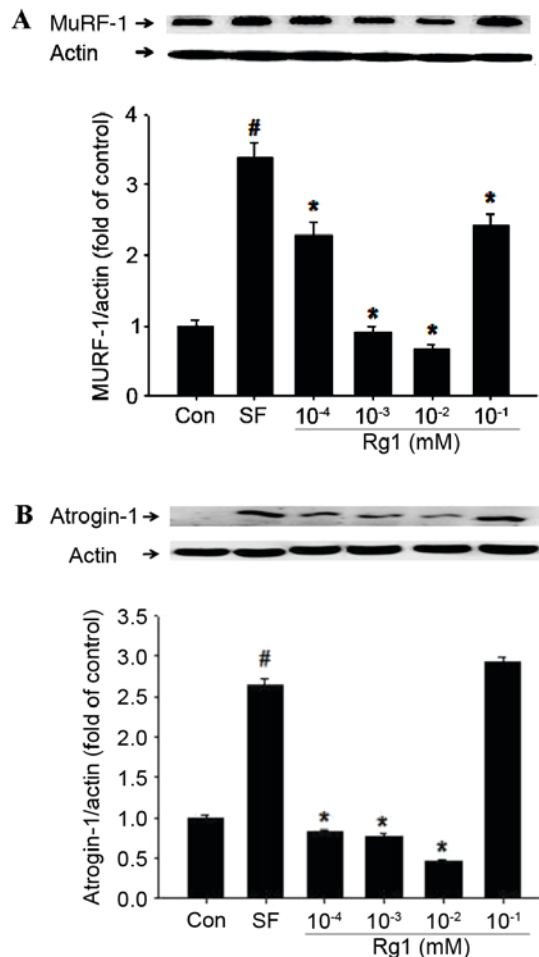 A MuRF-1
Actin
MURF-1/actin (fold of control)
4
3
2
1
0
#
*
*
*
*
Con SF 10⁻⁴ 10⁻³ 10⁻² 10⁻¹
Rg1 (mM)
B Atrogin-1
Actin
Atrogin-1/actin (fold of control)
3.5
3.0
2.5
2.0
1.5
1.0
0.5
0.0
#
*
*
*
Con SF 10⁻⁴ 10⁻³ 10⁻² 10⁻¹
Rg1 (mM)